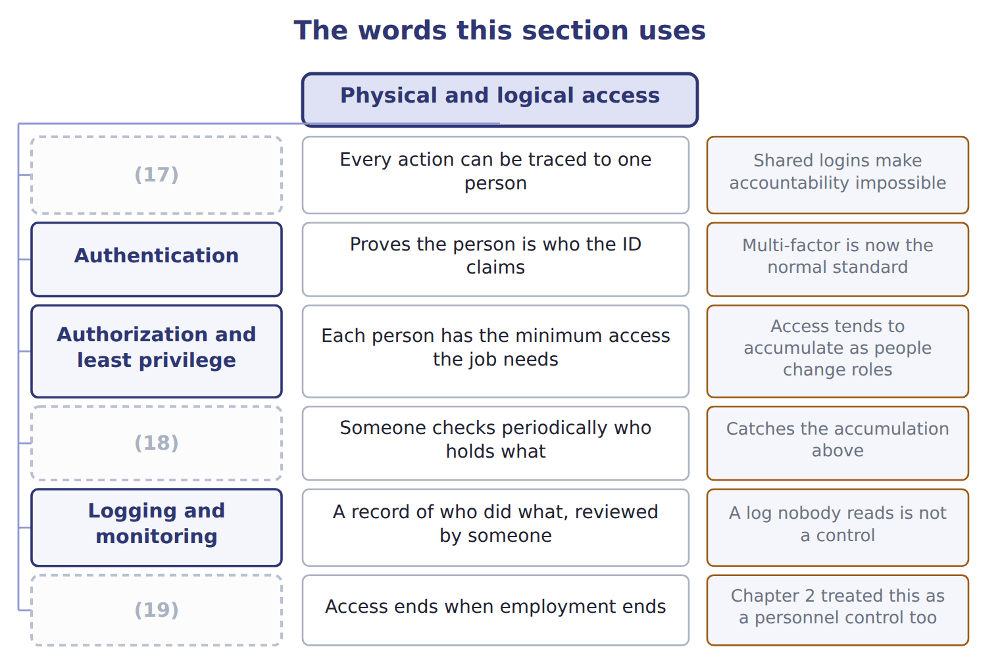 The words this section uses
Physical and logical access
(17)
Every action can be traced to one
person
Shared logins make
accountability impossible
Authentication
Proves the person is who the ID
claims
Multi-factor is now the
normal standard
Authorization and
least privilege
Each person has the minimum access
the job needs
Access tends to
accumulate as people
change roles
(18)
Someone checks periodically who
holds what
Catches the accumulation
above
Logging and
monitoring
A record of who did what, reviewed
by someone
A log nobody reads is not
a control
(19)
Access ends when employment ends
Chapter 2 treated this as
a personnel control too